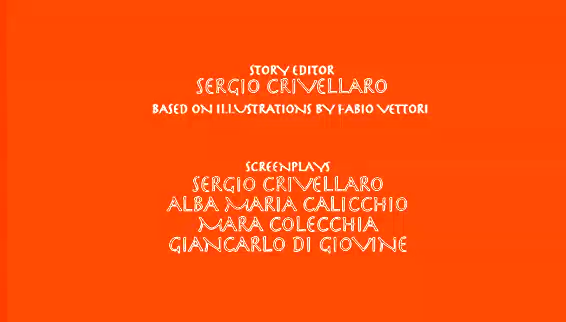 STORY EDITOR
SERGIO CRIVELLARO
BASED ON ILLUSTRATIONS BY FABIO VETTORI
SCREENPLAYS
SERGIO CRIVELLARO
ALBA MARIA CALICCHIO
MARA COLECCHIA
GIANCARLO DI GIOVINE